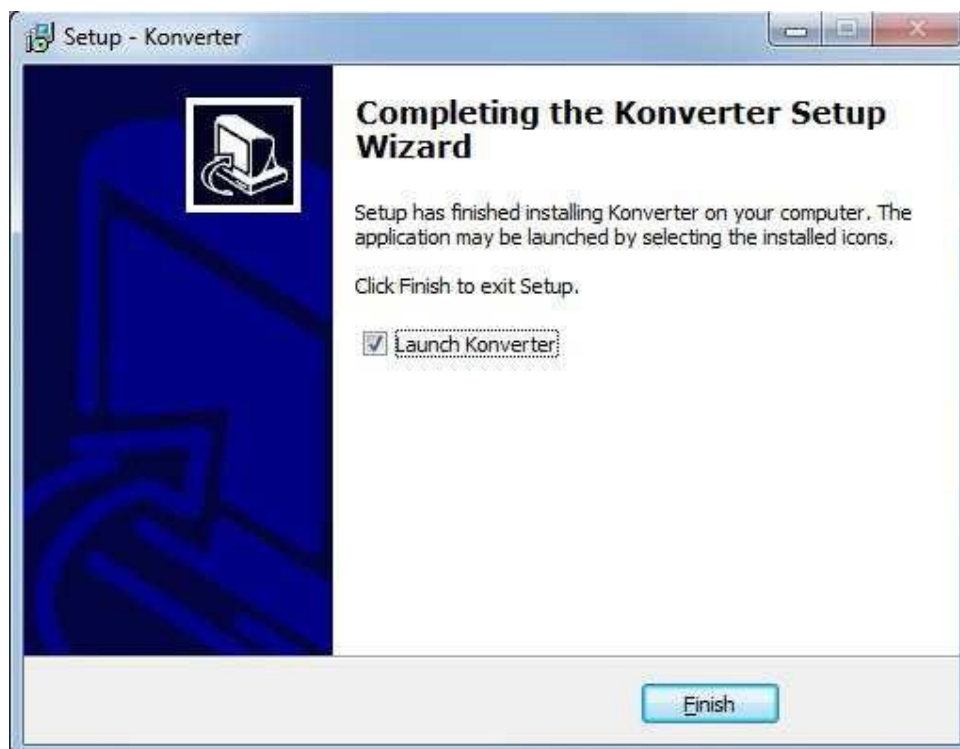 Setup - Konverter
Completing the Konverter Setup
Wizard
Setup has finished installing Konverter on your computer. The
application may be launched by selecting the installed icons.
Click Finish to exit Setup.
Launch Konverter
Finish